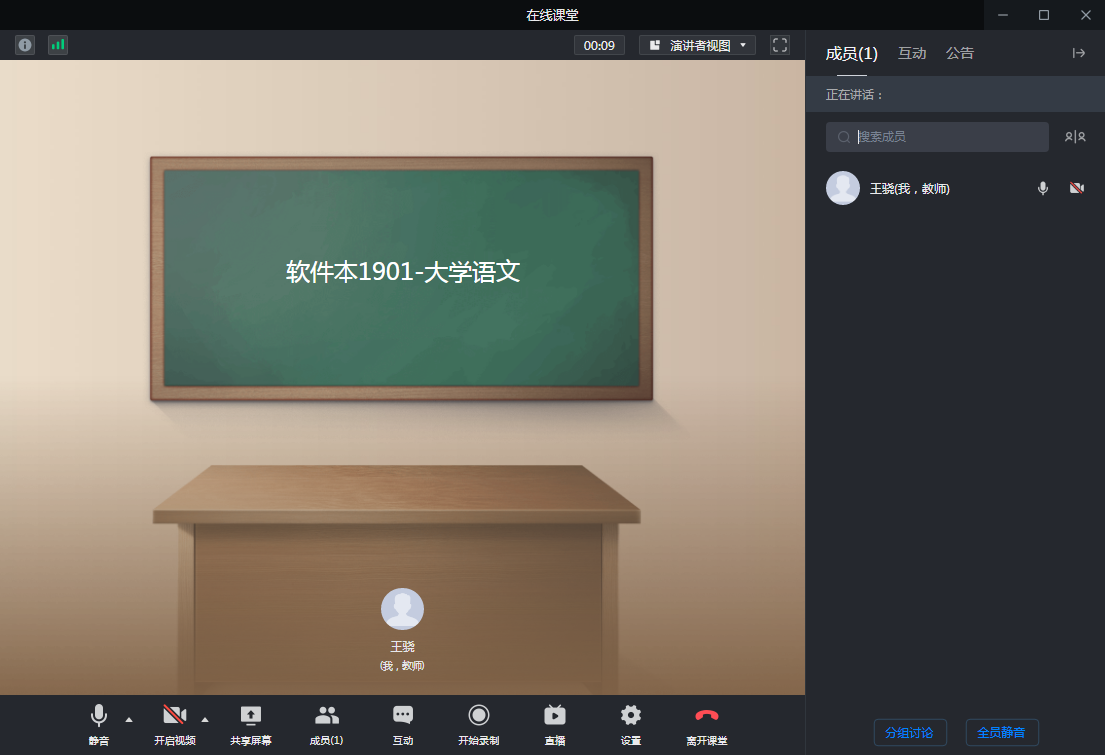 在线课堂
00:09
演讲者视图
成员(1) 互动 公告
正在讲话：
搜索成员
王骁(我，教师)
软件本1901-大学语文
王骁
(我，教师)
静音 开启视频 共享屏幕 成员(1) 互动 开始录制 直播 设置 离开课堂
分组讨论 全员静音